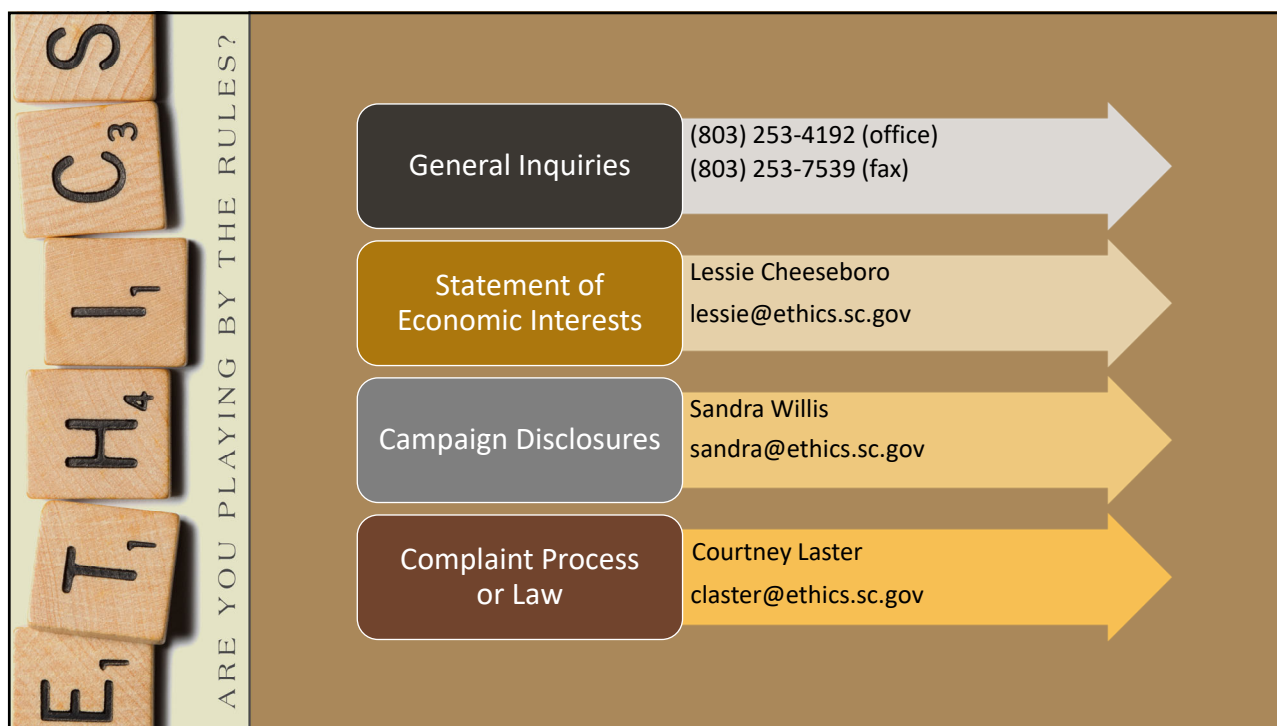 E1
T1
H4
I1
C3
S
ARE YOU PLAYING BY THE RULES?
General Inquiries
(803) 253-4192 (office)
(803) 253-7539 (fax)
Statement of
Economic Interests
Lessie Cheeseboro
lessie@ethics.sc.gov
Campaign Disclosures
Sandra Willis
sandra@ethics.sc.gov
Complaint Process
or Law
Courtney Laster
claster@ethics.sc.gov